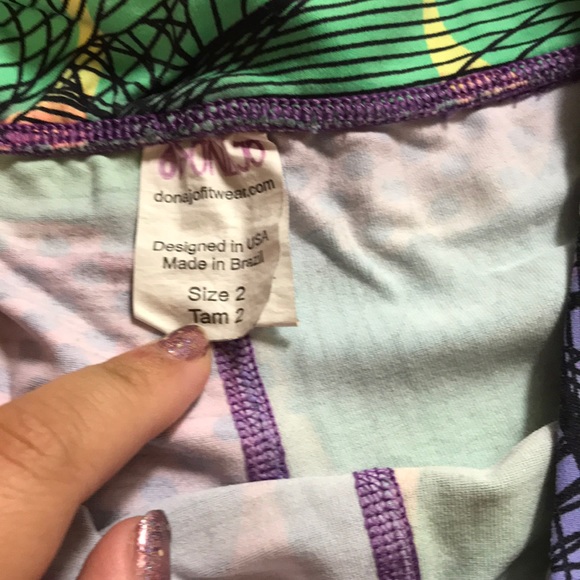 donajofitwear.com
Designed in USA
Made in Brazil
Size 2
Tam 2